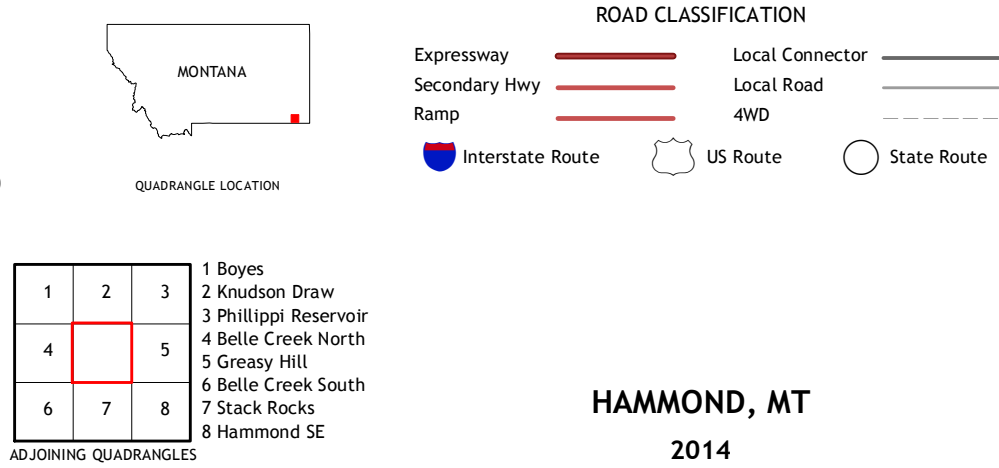 MONTANA
QUADRANGLE LOCATION
ROAD CLASSIFICATION
Expressway
Local Connector
Secondary Hwy
Local Road
Ramp
4WD
Interstate Route
US Route
State Route
1 2 3
4 5
6 7 8
1 Boyes
2 Knudson Draw
3 Phillippi Reservoir
4 Belle Creek North
5 Greasy Hill
6 Belle Creek South
7 Stack Rocks
8 Hammond SE
ADJOINING QUADRANGLES
HAMMOND, MT
2014